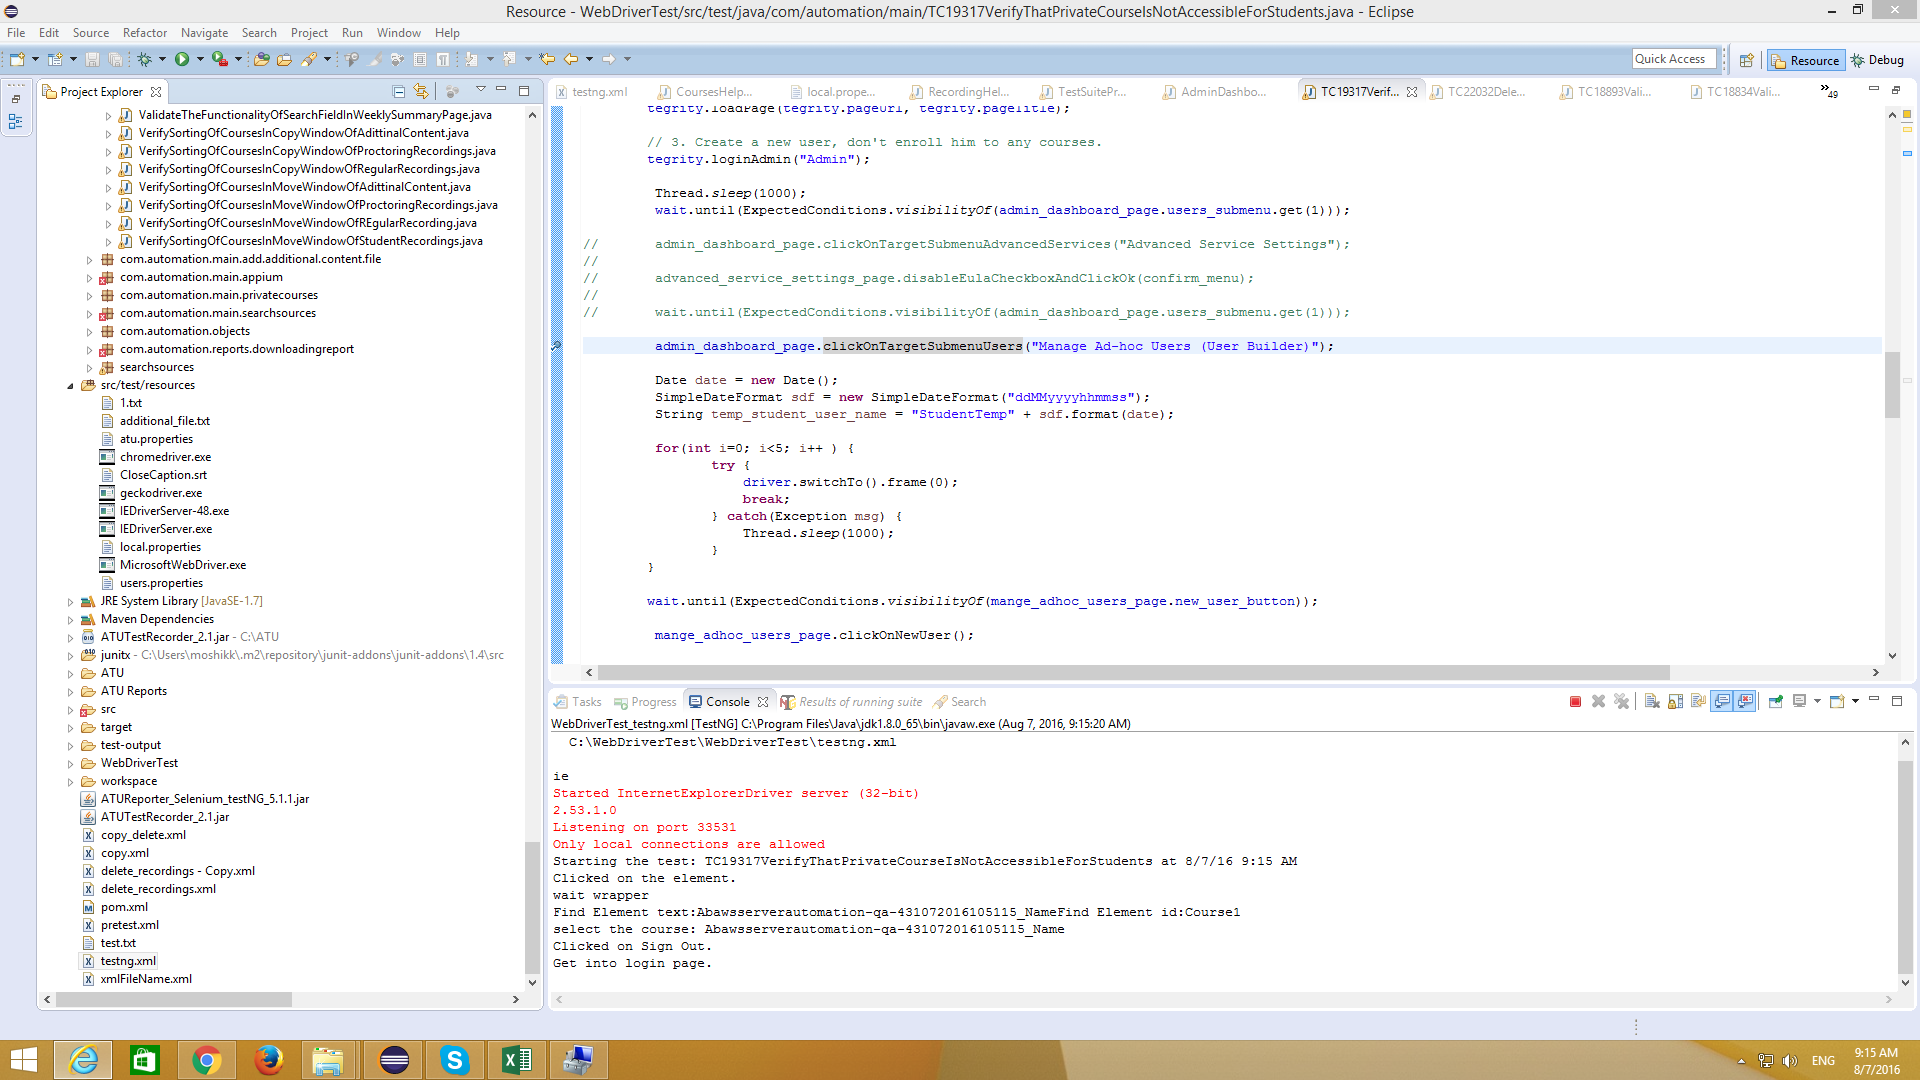 Resource - WebDriverTest/src/test/java/com/automation/main/TC19317VerifyThatPrivateCourseIsNotAccessibleForStudents.java - Eclipse
File Edit Source Refactor Navigate Search Project Run Window Help
Quick Access
Resource
Debug
Project Explorer
ValidateTheFunctionalityOfSearchFieldInWeeklySummaryPage.java
VerifySortingOfCoursesInCopyWindowOfAdittinalContent.java
VerifySortingOfCoursesInCopyWindowOfProctoringRecordings.java
VerifySortingOfCoursesInCopyWindowOfRegularRecordings.java
VerifySortingOfCoursesInMoveWindowOfAdittinalContent.java
VerifySortingOfCoursesInMoveWindowOfProctoringRecordings.java
VerifySortingOfCoursesInMoveWindowOfREgularRecording.java
VerifySortingOfCoursesInMoveWindowOfStudentRecordings.java
com.automation.main.add.additional.content.file
com.automation.main.appium
com.automation.main.privatecourses
com.automation.main.searchsources
com.automation.objects
com.automation.reports.downloadingreport
searchsources
src/test/resources
1.txt
additional_file.txt
atu.properties
chromedriver.exe
CloseCaption.srt
geckodriver.exe
IEDriverServer-48.exe
IEDriverServer.exe
local.properties
MicrosoftWebDriver.exe
users.properties
JRE System Library [JavaSE-1.7]
Maven Dependencies
ATUTestRecorder_2.1.jar - C:\ATU
junitx - C:\Users\moshikk\.m2\repository\junit-addons\junit-addons\1.4\src
ATU
ATU Reports
src
target
test-output
WebDriverTest
workspace
ATUReporter_Selenium_testNG_5.1.1.jar
ATUTestRecorder_2.1.jar
copy_delete.xml
copy.xml
delete_recordings - Copy.xml
delete_recordings.xml
pom.xml
pretest.xml
test.txt
testng.xml
xmlFileName.xml
testng.xml CoursesHelp... local.prope... RecordingHel... TestSuitePr... AdminDashbo... TC19317Verif... TC22032Dele... TC18893Vali... TC18834Vali... »49
tegrity.loadPage(tegrity.pageUrl, tegrity.pageTitle);
// 3. Create a new user, don't enroll him to any courses.
tegrity.loginAdmin("Admin");
Thread.sleep(1000);
wait.until(ExpectedConditions.visibilityOf(admin_dashboard_page.users_submenu.get(1)));
// admin_dashboard_page.clickOnTargetSubmenuAdvancedServices("Advanced Service Settings");
//
// advanced_service_settings_page.disableEulaCheckboxAndClickOk(confirm_menu);
//
// wait.until(ExpectedConditions.visibilityOf(admin_dashboard_page.users_submenu.get(1)));
admin_dashboard_page.clickOnTargetSubmenuUsers("Manage Ad-hoc Users (User Builder)");
Date date = new Date();
SimpleDateFormat sdf = new SimpleDateFormat("ddMMyyyyhhmmss");
String temp_student_user_name = "StudentTemp" + sdf.format(date);
for(int i=0; i<5; i++ ) {
try {
driver.switchTo().frame(0);
break;
} catch(Exception msg) {
Thread.sleep(1000);
}
}
wait.until(ExpectedConditions.visibilityOf(mange_adhoc_users_page.new_user_button));
mange_adhoc_users_page.clickOnNewUser();
Tasks Progress Console Results of running suite Search
WebDriverTest_testng.xml [TestNG] C:\Program Files\Java\jdk1.8.0_65\bin\javaw.exe (Aug 7, 2016, 9:15:20 AM)
C:\WebDriverTest\WebDriverTest\testng.xml
ie
Started InternetExplorerDriver server (32-bit)
2.53.1.0
Listening on port 33531
Only local connections are allowed
Starting the test: TC19317VerifyThatPrivateCourseIsNotAccessibleForStudents at 8/7/16 9:15 AM
Clicked on the element.
wait wrapper
Find Element text:Abawsserverautomation-qa-431072016105115_NameFind Element id:Course1
select the course: Abawsserverautomation-qa-431072016105115_Name
Clicked on Sign Out.
Get into login page.
ENG
9:15 AM
8/7/2016